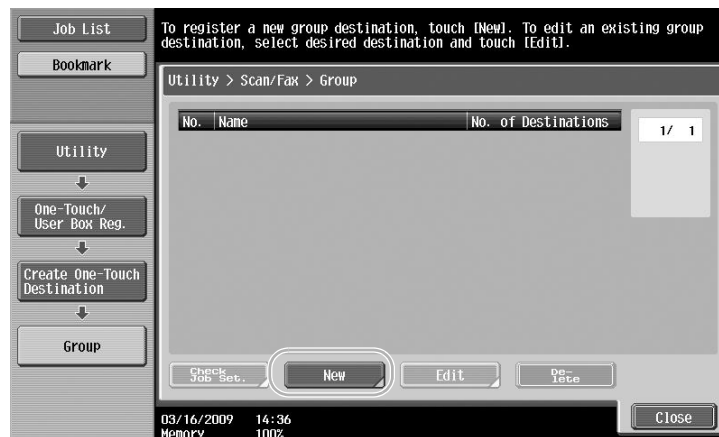 Job List
Bookmark
To register a new group destination, touch [New]. To edit an existing group
destination, select desired destination and touch [Edit].
Utility > Scan/Fax > Group
No. Name No. of Destinations
1/ 1
Utility
One-Touch/
User Box Reg.
Create One-Touch
Destination
Group
Check
Job Set.
New
Edit
De-
lete
03/16/2009 14:36
Memory 100%
Close